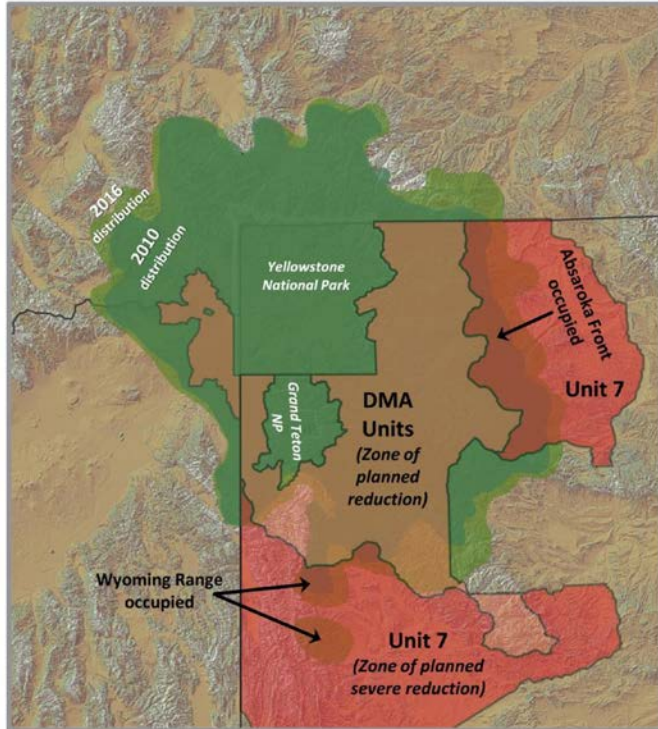 2016
distribution
2010
distribution
Yellowstone
National Park
Absaroka Front
occupied
Unit 7
Grand Teton
NP
DMA
Units
(Zone of
planned
reduction)
Wyoming Range
occupied
Unit 7
(Zone of planned
severe reduction)